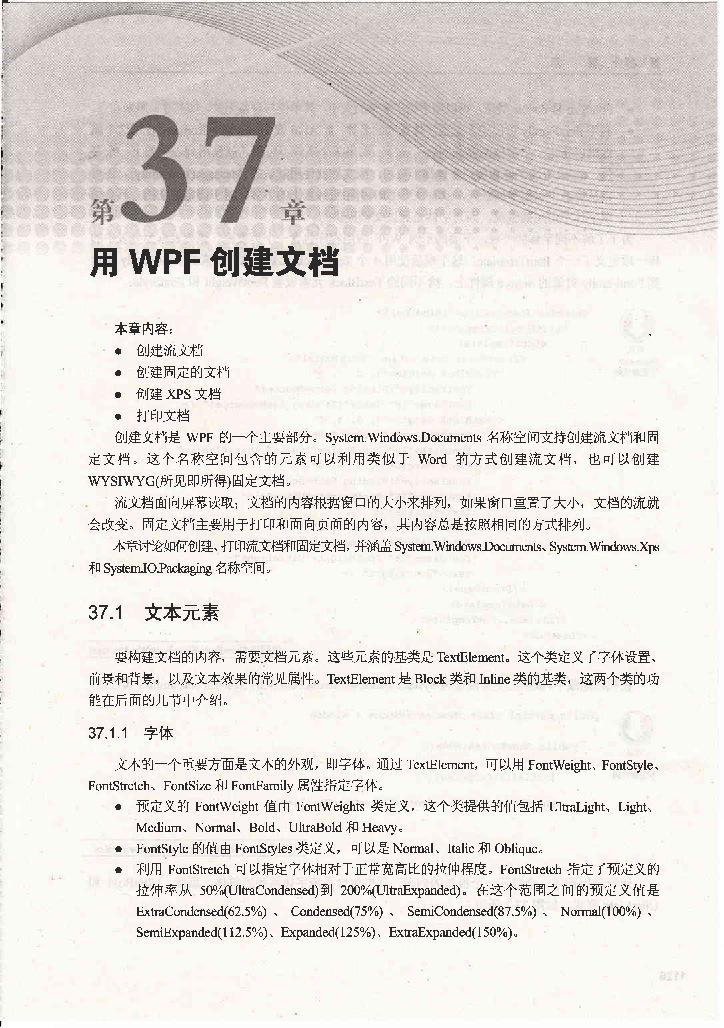 第37章
用 WPF 创建文档
本章内容：
● 创建流文档
● 创建固定的文档
● 创建 XPS 文档
● 打印文档
创建文档是 WPF 的一个主要部分。System.Windows.Documents 名称空间支持创建流文档和固
定文档。这个名称空间包含的元素可以利用类似于 Word 的方式创建流文档，也可以创建
WYSIWYG(所见即所得)固定文档。
流文档面向屏幕读取；文档的内容根据窗口的大小来排列，如果窗口重置了大小，文档的流就
会改变。固定文档主要用于打印和面向页面的内容，其内容总是按照相同的方式排列。
本章讨论如何创建、打印流文档和固定文档，并涵盖 System.Windows.Documents、System.Windows.Xps
和 System.IO.Packaging 名称空间。
37.1 文本元素
要构建文档的内容，需要文档元素。这些元素的基类是 TextElement。这个类定义了字体设置、
前景和背景，以及文本效果的常见属性。TextElement 是 Block 类和 Inline 类的基类，这两个类的功
能在后面的几节中介绍。
37.1.1 字体
文本的一个重要方面是文本的外观，即字体。通过 TextElement，可以用 FontWeight、FontStyle、
FontStretch、FontSize 和 FontFamily 属性指定字体。
● 预定义的 FontWeight 值由 FontWeights 类定义，这个类提供的值包括 UltraLight、Light、
Medium、Normal、Bold、UltraBold 和 Heavy。
● FontStyle 的值由 FontStyles 类定义，可以是 Normal、Italic 和 Oblique。
● 利用 FontStretch 可以指定字体相对于正常宽高比的拉伸程度。FontStretch 指定了预定义的
拉伸率从 50%(UltraCondensed)到 200%(UltraExpanded)。在这个范围之间的预定义值是
ExtraCondensed(62.5%)、Condensed(75%)、SemiCondensed(87.5%)、Normal(100%)、
SemiExpanded(112.5%)、Expanded(125%)、ExtraExpanded(150%)。